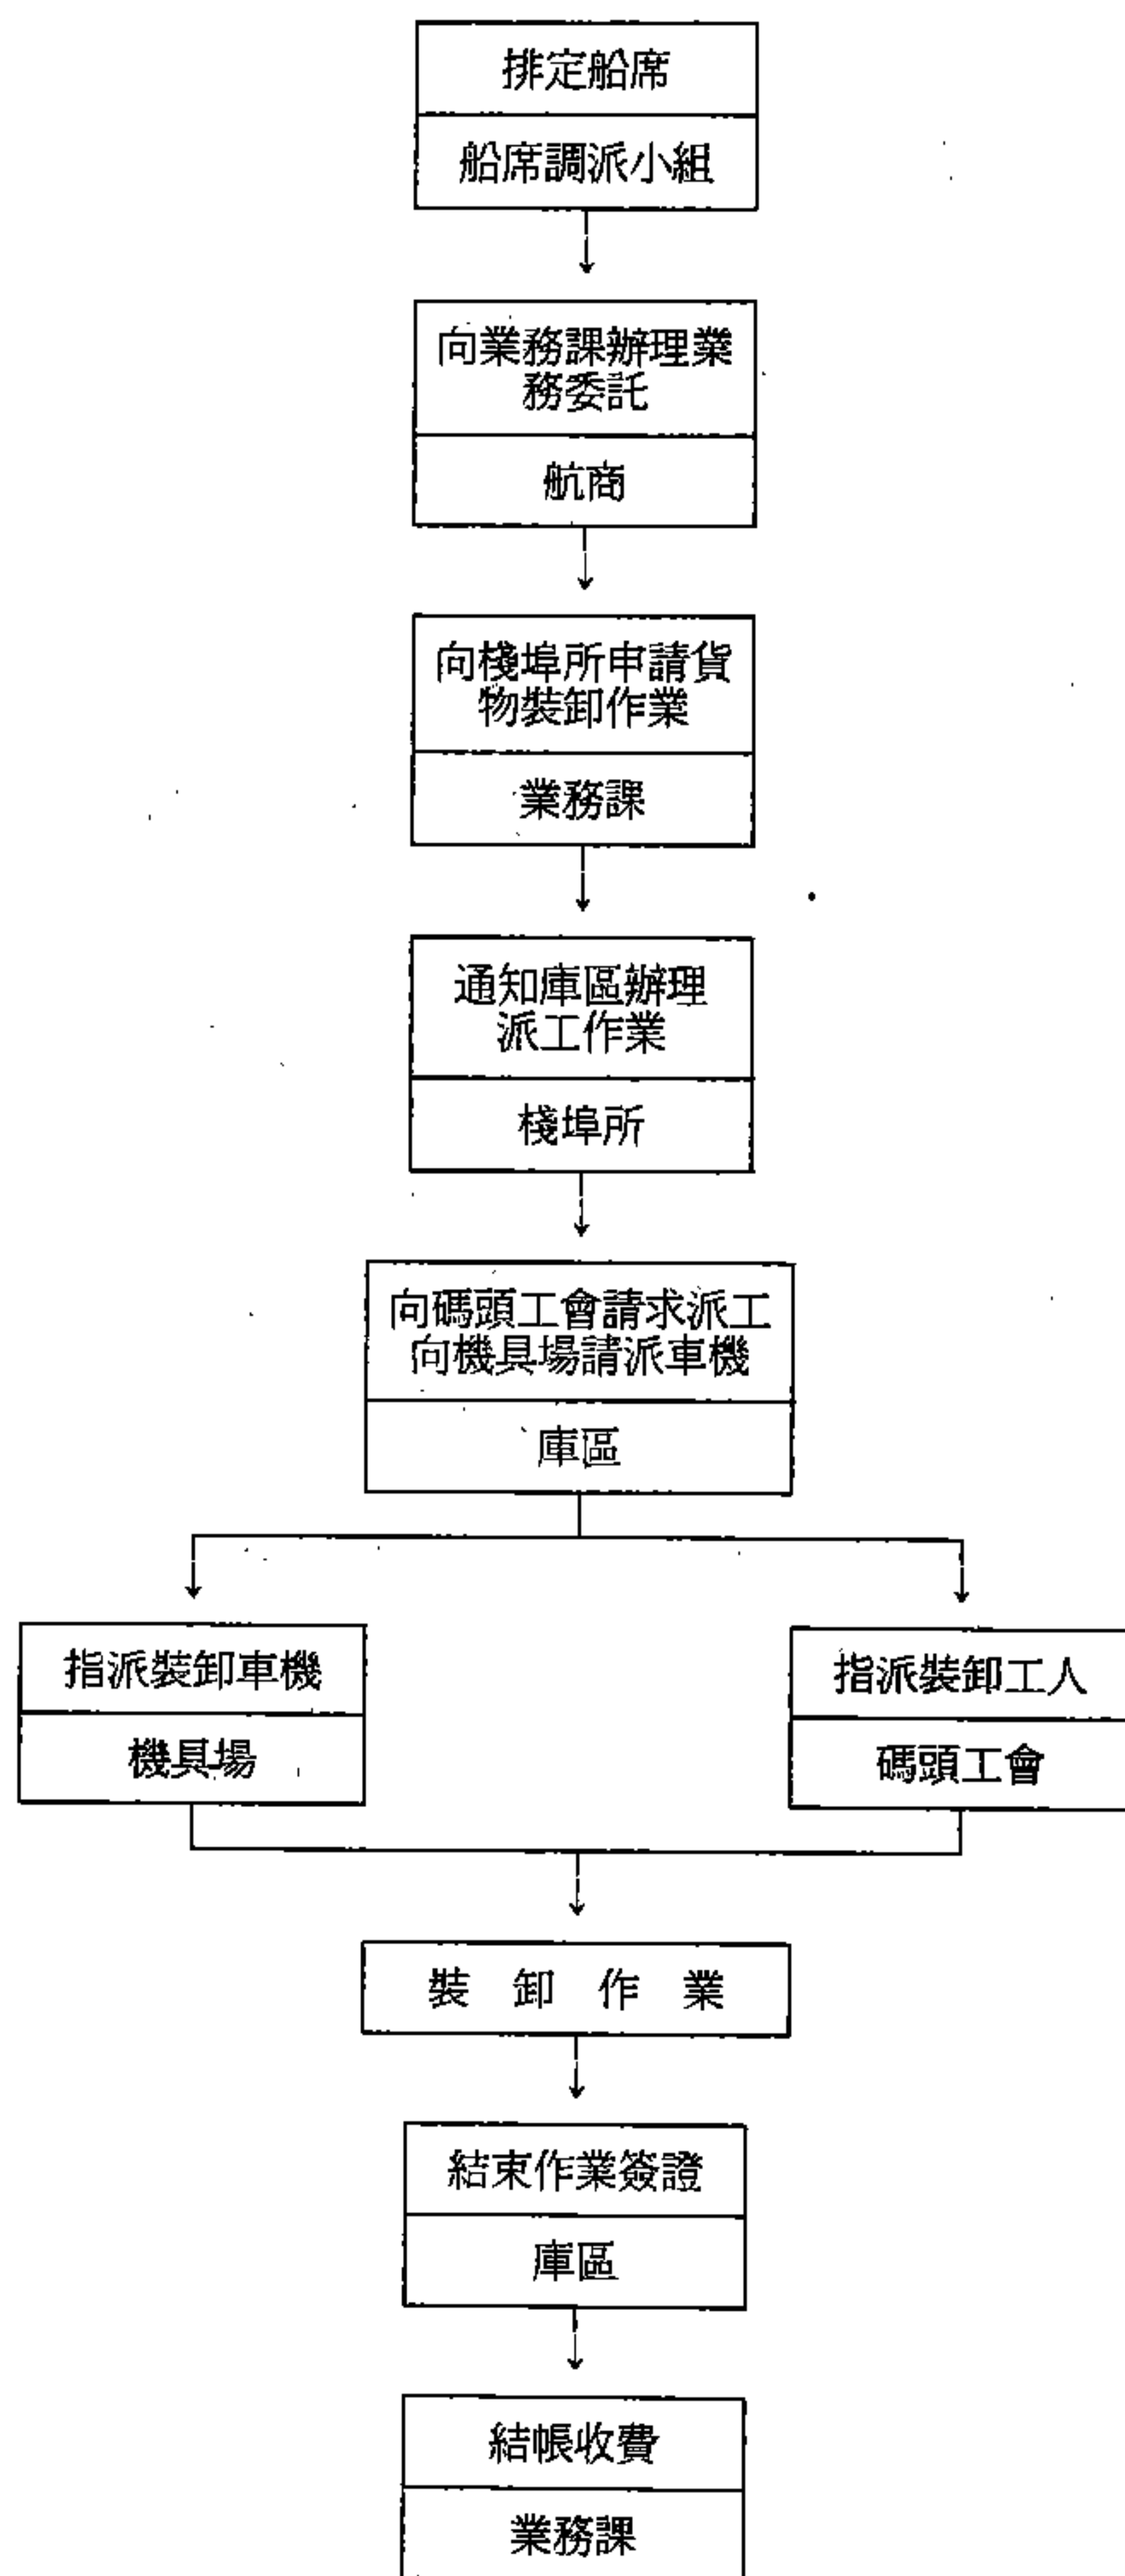 排定船席
船席調派小組
向業務課辦理業
務委託
航商
向棧埠所申請貨
物裝卸作業
業務課
通知庫區辦理
派工作業
棧埠所
向碼頭工會請求派工
向機具場請派車機
庫區
指派裝卸車機
機具場
指派裝卸工人
碼頭工會
裝卸作業
結束作業簽證
庫區
結帳收費
業務課